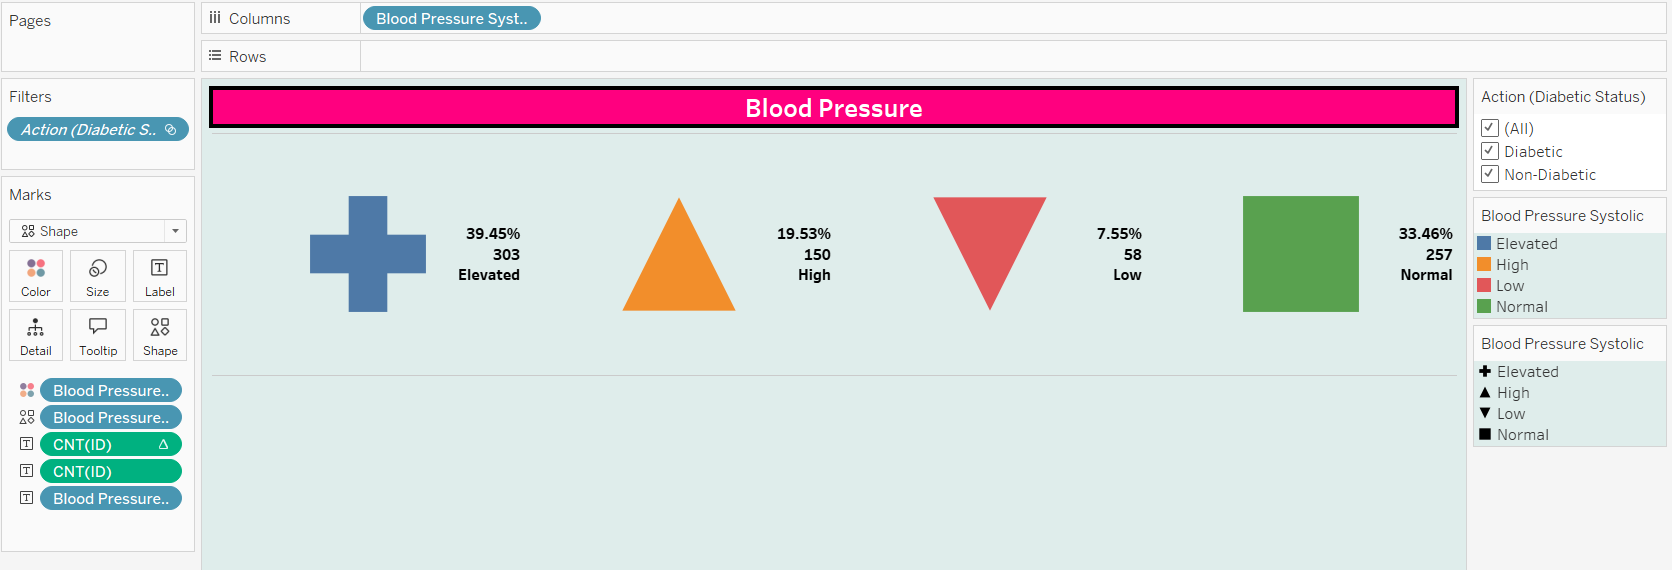 Pages
Columns
Blood Pressure Syst..
Rows
Filters
Action (Diabetic S..
Marks
Shape
Color
Size
Label
Detail
Tooltip
Shape
Blood Pressure..
Blood Pressure..
CNT(ID)
CNT(ID)
Blood Pressure..
Blood Pressure
39.45%
303
Elevated
19.53%
150
High
7.55%
58
Low
33.46%
257
Normal
Action (Diabetic Status)
(All)
Diabetic
Non-Diabetic
Blood Pressure Systolic
Elevated
High
Low
Normal
Blood Pressure Systolic
Elevated
High
Low
Normal